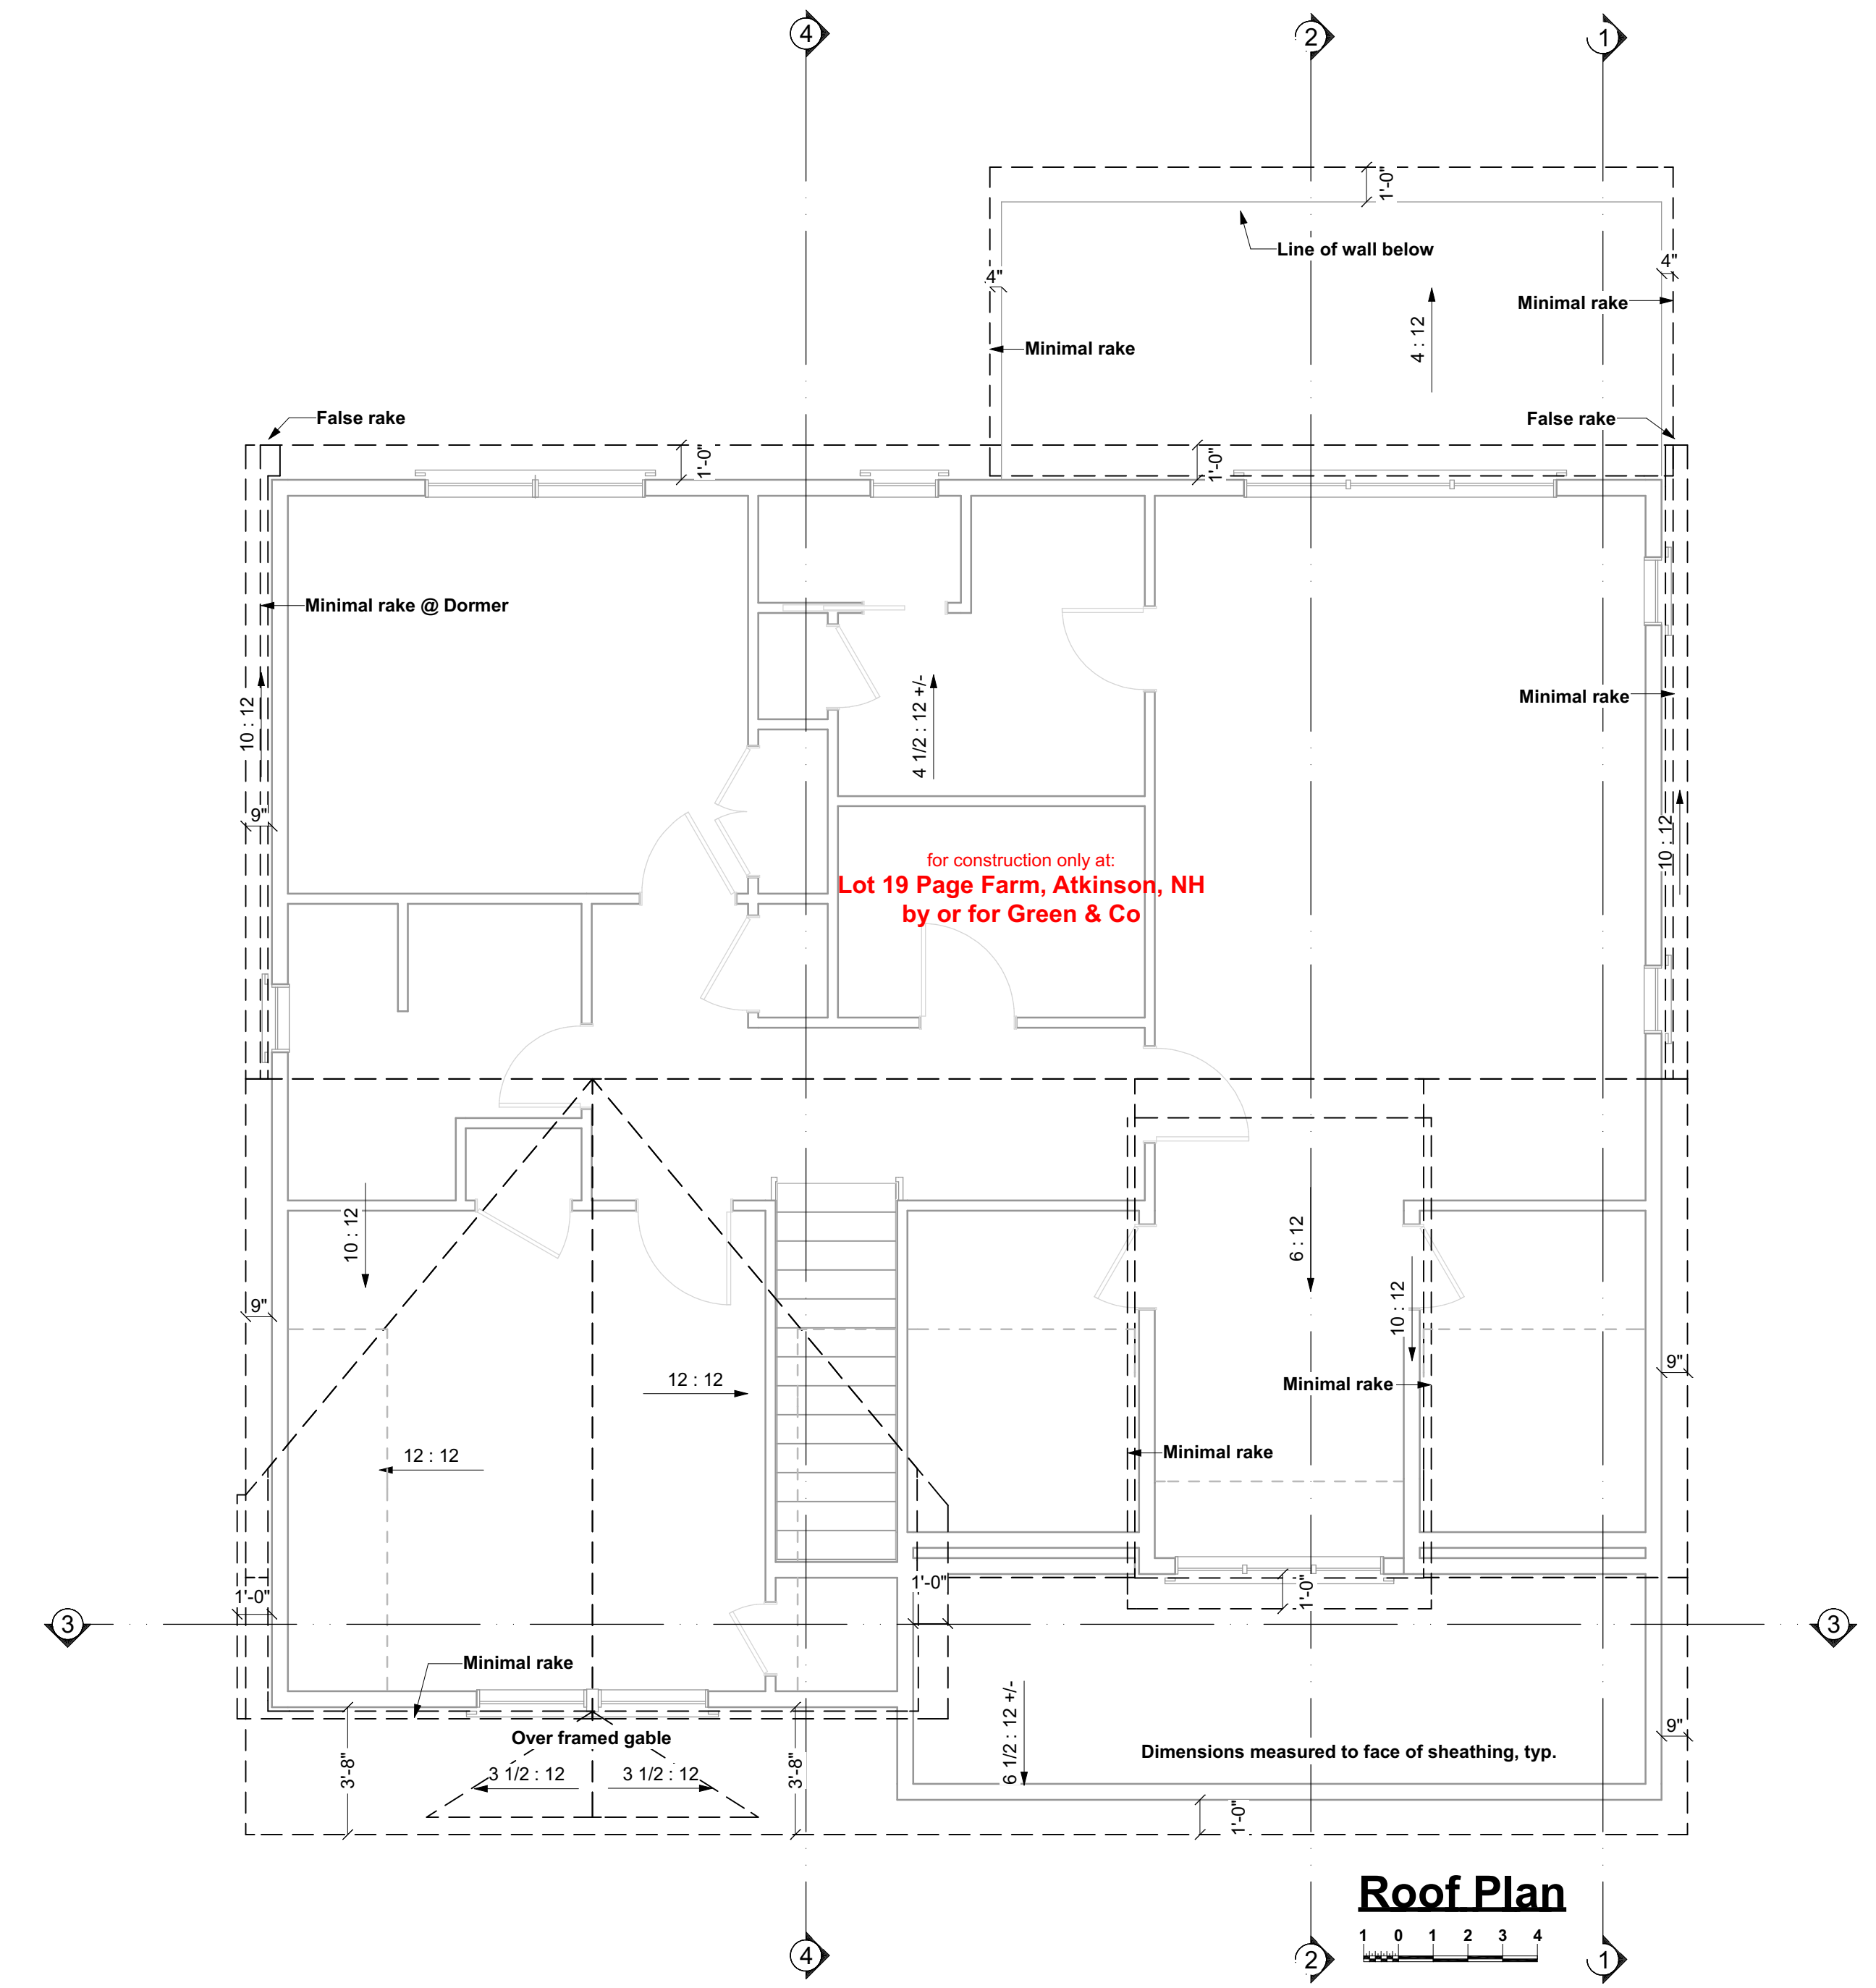 4
2
1
1'-0"
Line of wall below
4"
4"
Minimal rake
4 : 12
Minimal rake
False rake
False rake
1'-0"
1'-0"
Minimal rake @ Dormer
10 : 12
4 1/2 : 12 +/-
Minimal rake
9"
10 : 12
for construction only at:
Lot 19 Page Farm, Atkinson, NH
by or for Green & Co
10 : 12
6 : 12
9"
10 : 12
9"
12 : 12
Minimal rake
12 : 12
Minimal rake
1'-0"
1'-0"
1'-0"
3
3
Minimal rake
Over framed gable
9"
3'-8"
3 1/2 : 12
3 1/2 : 12
3'-8"
6 1/2 : 12 +/-
Dimensions measured to face of sheathing, typ.
1'-0"
Roof Plan
1 0 1 2 3 4
4
2
1